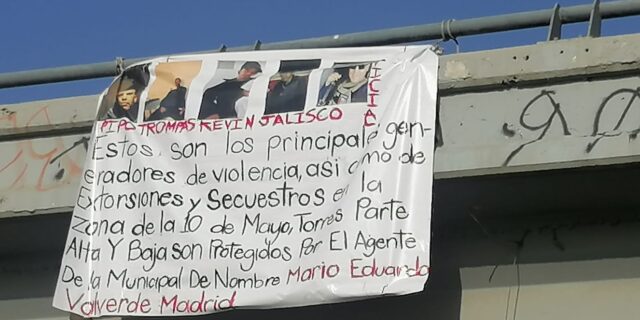 PIPO TROMPAS KEVIN JALISCO
Estos son los principale gen-
eradores de violencia, así como de
Extorsiones y Secuestros en la
Zona de la 10 de Mayo, Torres Parte
Alta Y Baja son Protegidos Por El Agente
De la Municipal De Nombre Mario Eduardo
Valverde Madrid